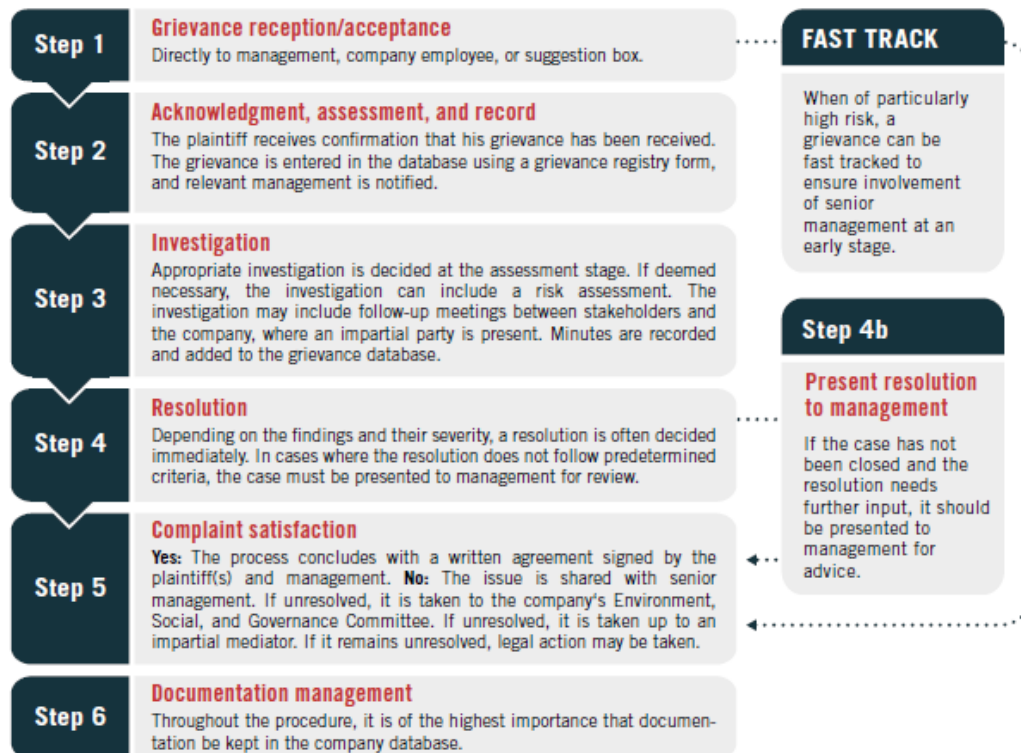 Step 1
Grievance reception/acceptance
Directly to management, company employee, or suggestion box.
Step 2
Acknowledgment, assessment, and record
The plaintiff receives confirmation that his grievance has been received.
The grievance is entered in the database using a grievance registry form,
and relevant management is notified.
Step 3
Investigation
Appropriate investigation is decided at the assessment stage. If deemed
necessary, the investigation can include a risk assessment. The
investigation may include follow-up meetings between stakeholders and
the company, where an impartial party is present. Minutes are recorded
and added to the grievance database.
Step 4
Resolution
Depending on the findings and their severity, a resolution is often decided
immediately. In cases where the resolution does not follow predetermined
criteria, the case must be presented to management for review.
Step 5
Complaint satisfaction
Yes: The process concludes with a written agreement signed by the
plaintiff(s) and management. No: The issue is shared with senior
management. If unresolved, it is taken to the company's Environment,
Social, and Governance Committee. If unresolved, it is taken up to an
impartial mediator. If it remains unresolved, legal action may be taken.
Step 6
Documentation management
Throughout the procedure, it is of the highest importance that documen-
tation be kept in the company database.
FAST TRACK
When of particularly
high risk, a
grievance can be
fast tracked to
ensure involvement
of senior
management at an
early stage.
Step 4b
Present resolution
to management
If the case has not
been closed and the
resolution needs
further input, it should
be presented to
management for
advice.